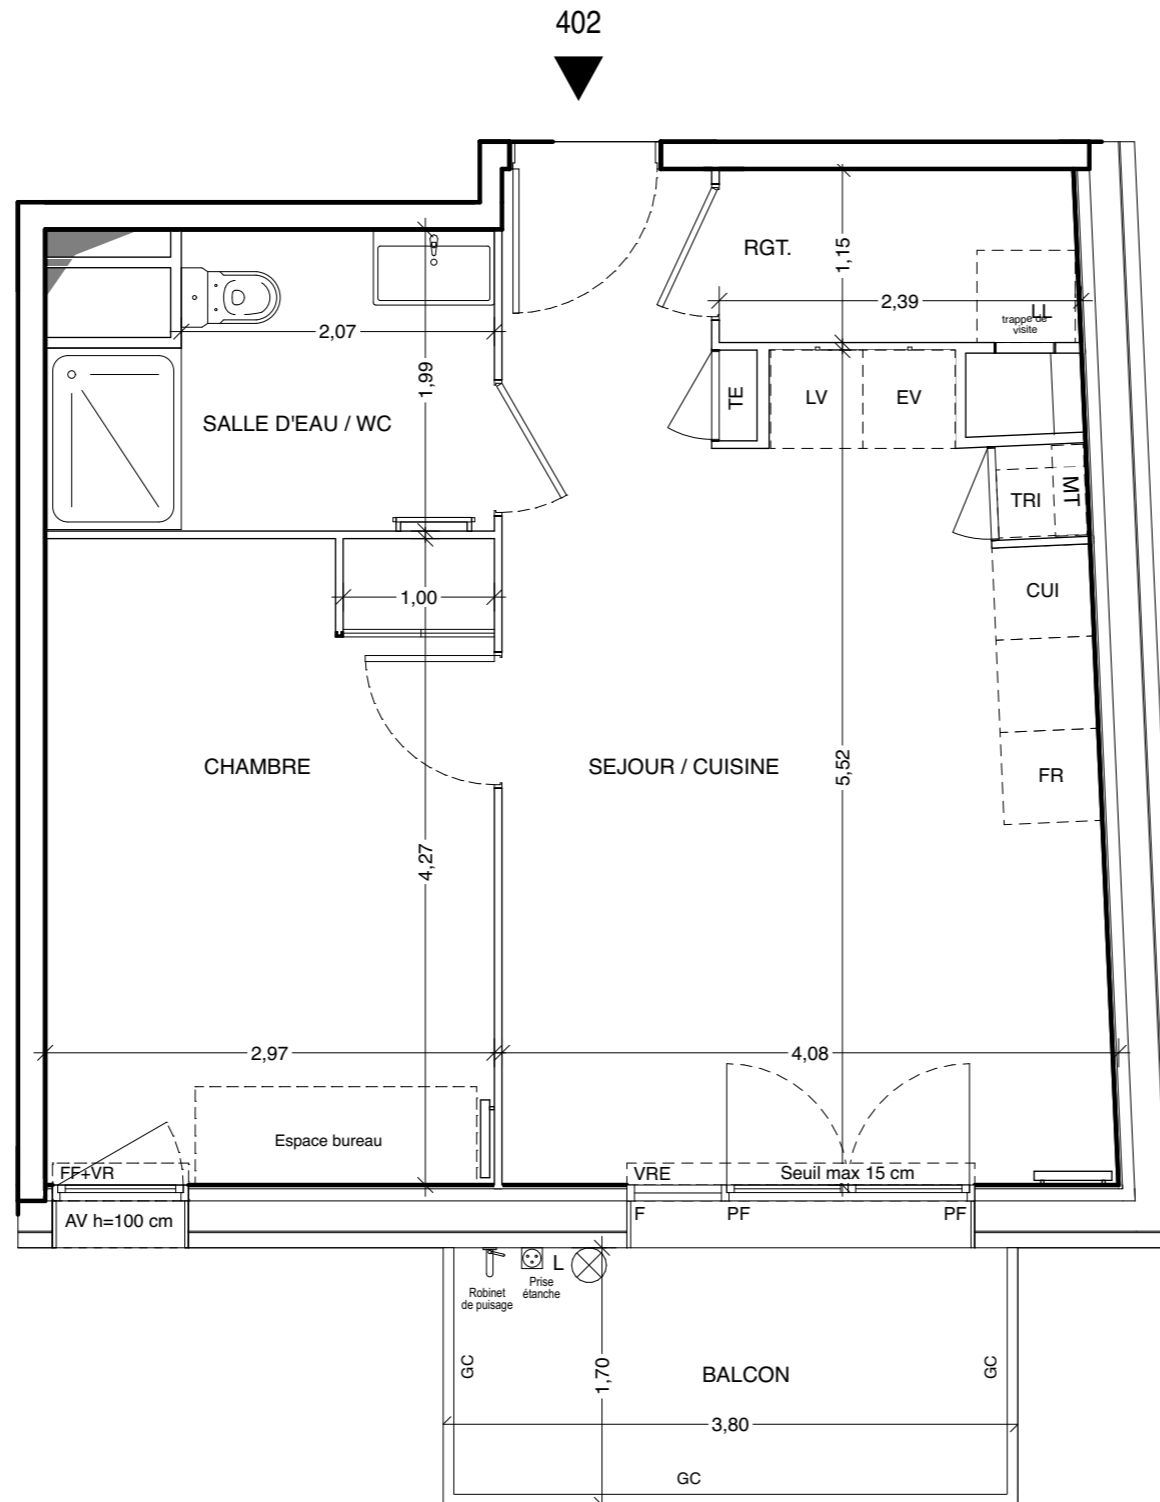 402
RGT.
1,15
2,39
LL
trappe de
visite
2,07
1,99
SALLE D'EAU / WC
TE
LV
EV
TRI
MT
CUI
1,00
CHAMBRE
SEJOUR / CUISINE
5,52
FR
4,27
2,97
4,08
Espace bureau
FF+VR
VRE
Seuil max 15 cm
AV h=100 cm
F
PF
PF
L
Robinet
de puisage
Prise
étanche
GC
1,70
BALCON
GC
3,80
GC